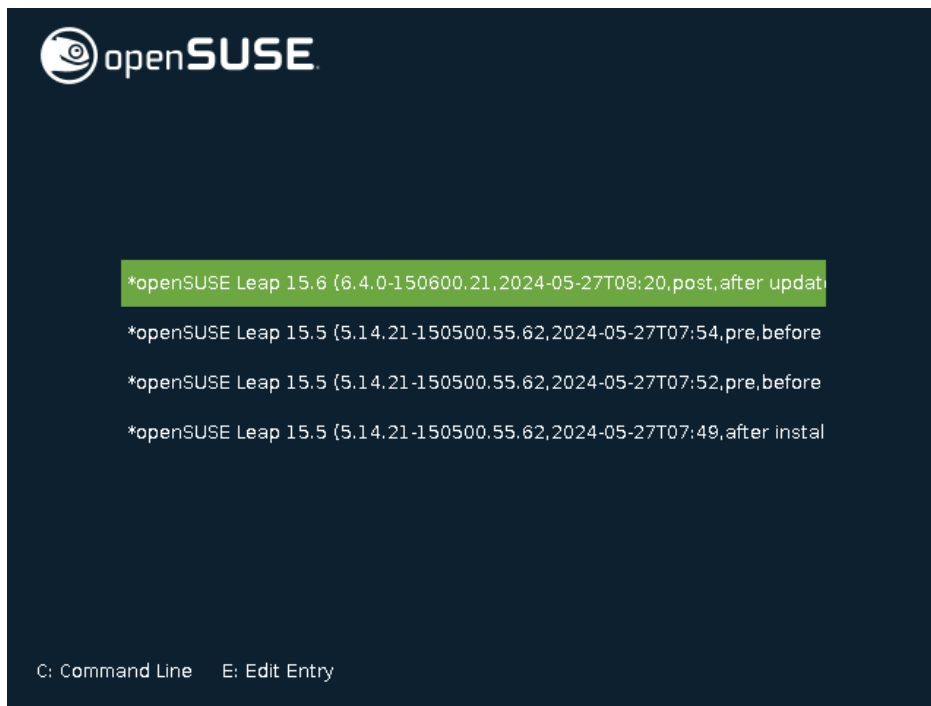 openSUSE.
*openSUSE Leap 15.6 (6.4.0-150600.21,2024-05-27T08:20,post,after updat
*openSUSE Leap 15.5 (5.14.21-150500.55.62,2024-05-27T07:54,pre,before
*openSUSE Leap 15.5 (5.14.21-150500.55.62,2024-05-27T07:52,pre,before
*openSUSE Leap 15.5 (5.14.21-150500.55.62,2024-05-27T07:49,after instal
C: Command Line E: Edit Entry